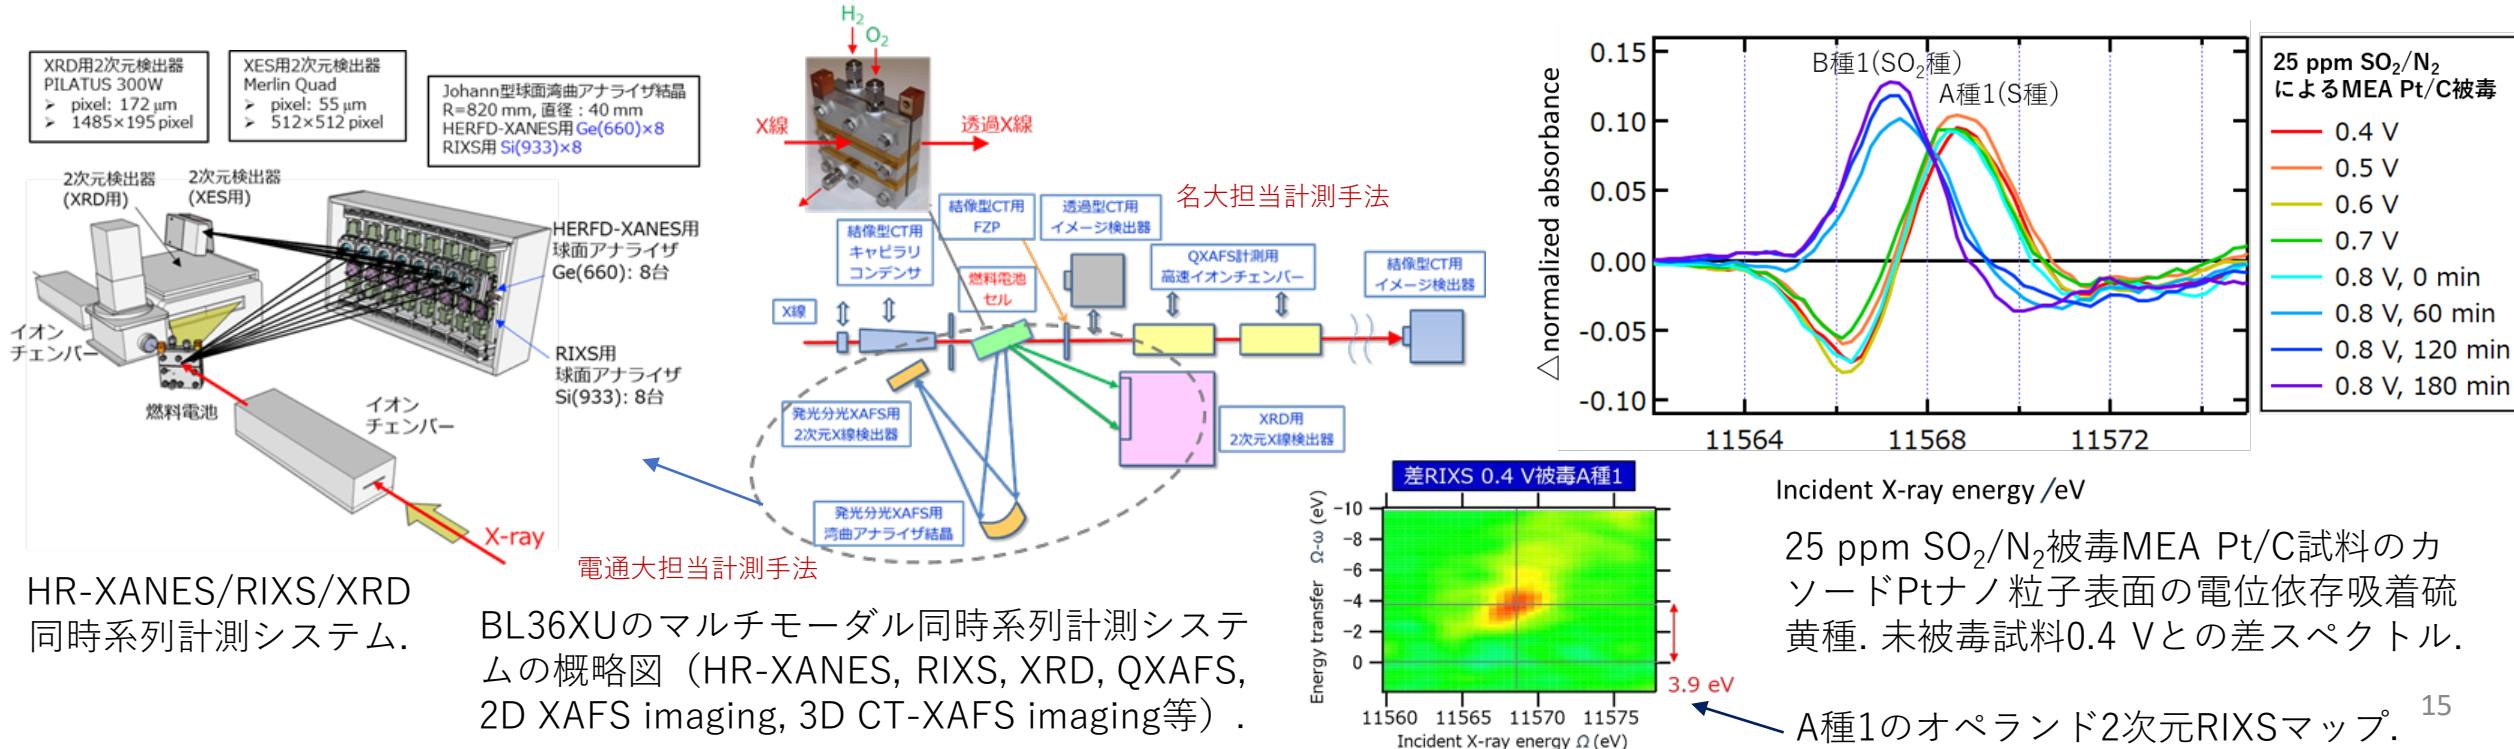 XRD用2次元検出器
PILATUS 300W
➢ pixel: 172 μm
➢ 1485×195 pixel
XES用2次元検出器
Merlin Quad
➢ pixel: 55 μm
➢ 512×512 pixel
Johann型球面湾曲アナライザ結晶
R=820 mm, 直径：40 mm
HERFD-XANES用 Ge(660)×8
RIXS用 Si(933)×8
2次元検出器
(XRD用)
2次元検出器
(XES用)
HERFD-XANES用
球面アナライザ
Ge(660): 8台
RIXS用
球面アナライザ
Si(933): 8台
イオン
チェンバー
燃料電池
イオン
チェンバー
X-ray
HR-XANES/RIXS/XRD
同時系列計測システム.
H₂
O₂
X線
透過X線
名大担当計測手法
結像型CT用
FZP
透過型CT用
イメージ検出器
結像型CT用
キャピラリ
コンデンサ
燃料電池
セル
QXAFS計測用
高速イオンチェンバー
結像型CT用
イメージ検出器
X線
発光分光XAFS用
2次元X線検出器
XRD用
2次元X線検出器
発光分光XAFS用
湾曲アナライザ結晶
電通大担当計測手法
BL36XUのマルチモーダル同時系列計測システ
ムの概略図（HR-XANES, RIXS, XRD, QXAFS,
2D XAFS imaging, 3D CT-XAFS imaging等）.
△normalized absorbance
0.15
0.10
0.05
0.00
-0.05
-0.10
B種1(SO₂種)
A種1(S種)
11564
11568
11572
Incident X-ray energy /eV
25 ppm SO₂/N₂
によるMEA Pt/C被毒
0.4 V
0.5 V
0.6 V
0.7 V
0.8 V, 0 min
0.8 V, 60 min
0.8 V, 120 min
0.8 V, 180 min
差RIXS 0.4 V被毒A種1
Energy transfer Ω-ω (eV)
-10
-8
-6
-4
-2
0
3.9 eV
11560 11565 11570 11575
Incident X-ray energy Ω (eV)
25 ppm SO₂/N₂被毒MEA Pt/C試料のカ
ソードPtナノ粒子表面の電位依存吸着硫
黄種. 未被毒試料0.4 Vとの差スペクトル.
A種1のオペランド2次元RIXSマップ.
15